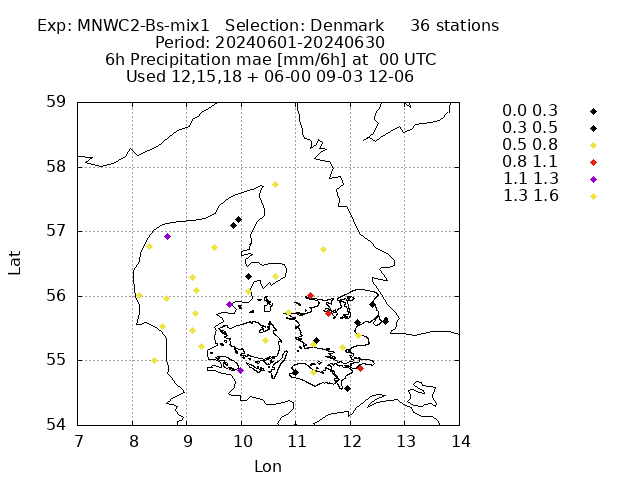 Exp: MNWC2-Bs-mix1 Selection: Denmark 36 stations
Period: 20240601-20240630
6h Precipitation mae [mm/6h] at 00 UTC
Used 12,15,18 + 06-00 09-03 12-06
0.0 0.3
0.3 0.5
0.5 0.8
0.8 1.1
1.1 1.3
1.3 1.6
59
58
57
56
55
54
Lat
7 8 9 10 11 12 13 14
Lon